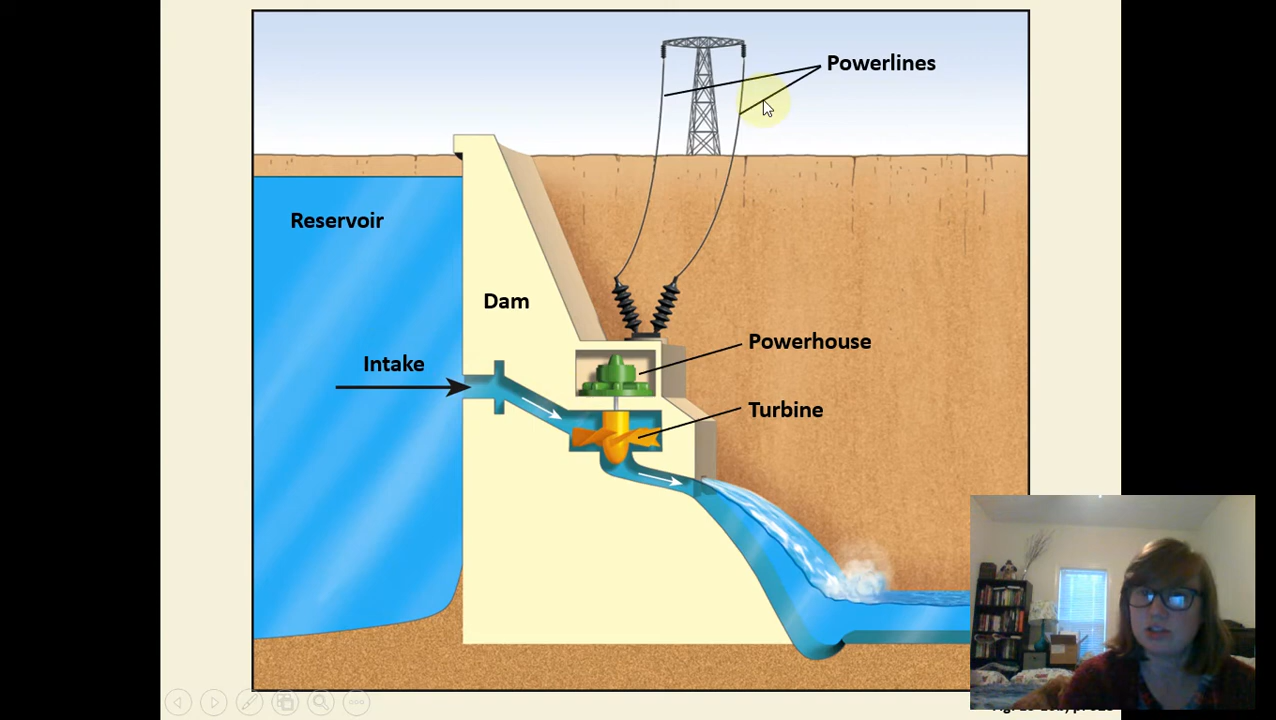 Powerlines
Reservoir
Dam
Powerhouse
Intake
Turbine